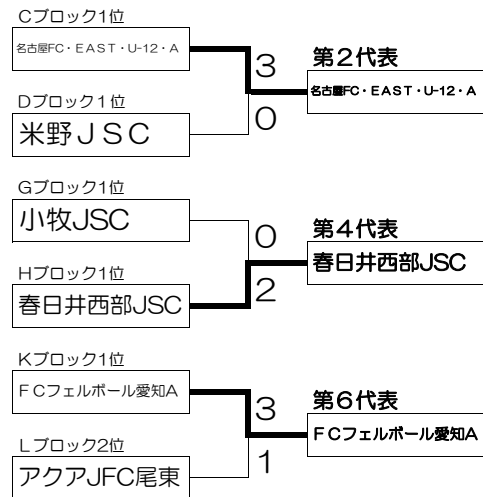 Cブロック1位
名古屋FC・EAST・U-12・A
3
第2代表
名古屋FC・EAST・U-12・A
Dブロック1位
米野JSC
0
Gブロック1位
小牧JSC
0
第4代表
春日井西部JSC
Hブロック1位
春日井西部JSC
2
Kブロック1位
FCフェルボール愛知A
3
第6代表
FCフェルボール愛知A
Lブロック2位
アクアJFC尾東
1